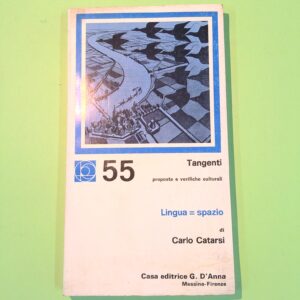 55
Tangenti
proposte e verifiche culturali
Lingua = spazio
di
Carlo Catarsi
Casa editrice G. D'Anna
Messina-Firenze